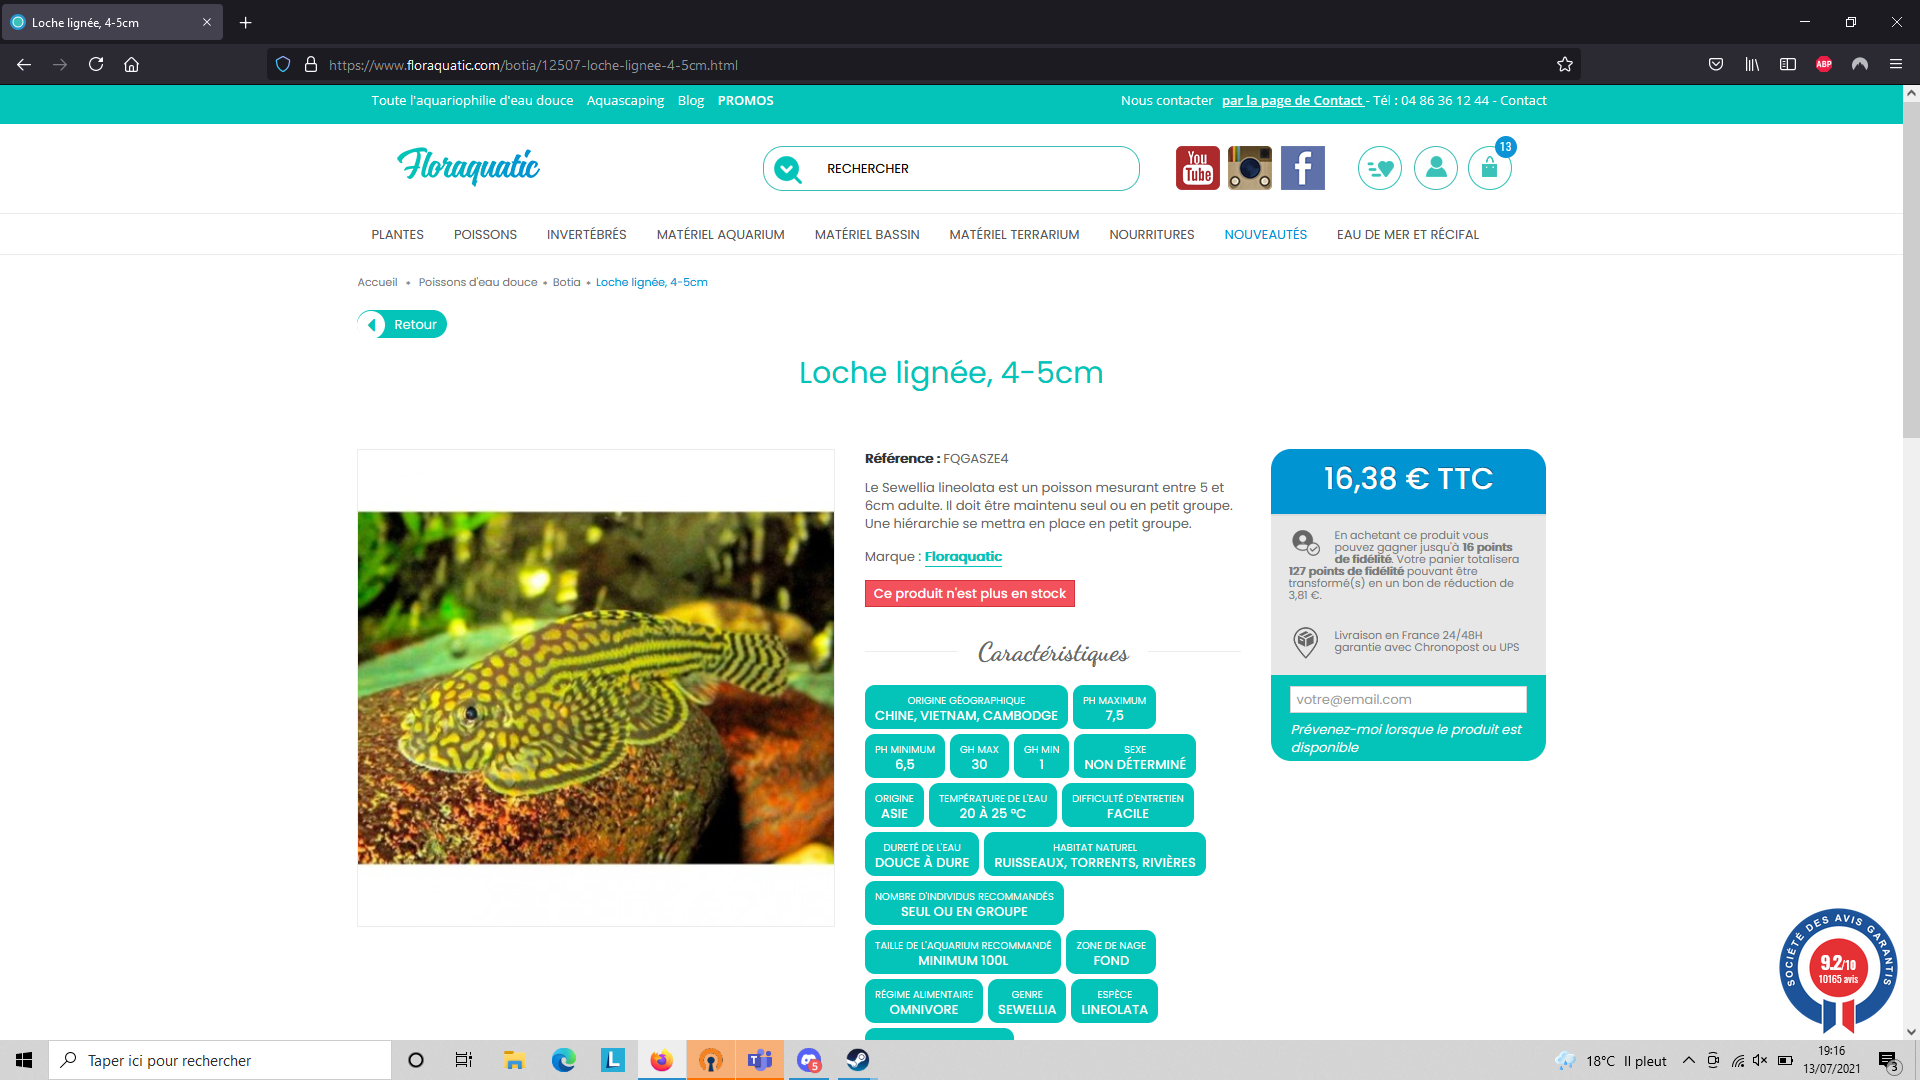 Loche lignée, 4-5cm
https://www.floraquatic.com/botia/12507-loche-lignee-4-5cm.html
ABP
Toute l'aquariophilie d'eau douce Aquascaping Blog PROMOS
Nous contacter par la page de Contact - Tél : 04 86 36 12 44 - Contact
Floraquatic
RECHERCHER
You Tube
13
PLANTES POISSONS INVERTÉBRÉS MATÉRIEL AQUARIUM MATÉRIEL BASSIN MATÉRIEL TERRARIUM NOURRITURES NOUVEAUTÉS EAU DE MER ET RÉCIFAL
Accueil • Poissons d'eau douce • Botia • Loche lignée, 4-5cm
Retour
Loche lignée, 4-5cm
Référence : FQGASZE4
Le Sewellia lineolata est un poisson mesurant entre 5 et
6cm adulte. Il doit être maintenu seul ou en petit groupe.
Une hiérarchie se mettra en place en petit groupe.
Marque : Floraquatic
Ce produit n'est plus en stock
Caractéristiques
ORIGINE GÉOGRAPHIQUE
CHINE, VIETNAM, CAMBODGE
PH MAXIMUM
7,5
PH MINIMUM
6,5
GH MAX
30
GH MIN
1
SEXE
NON DÉTERMINÉ
ORIGINE
ASIE
TEMPÉRATURE DE L'EAU
20 À 25 °C
DIFFICULTÉ D'ENTRETIEN
FACILE
DURETÉ DE L'EAU
DOUCE À DURE
HABITAT NATUREL
RUISSEAUX, TORRENTS, RIVIÈRES
NOMBRE D'INDIVIDUS RECOMMANDÉS
SEUL OU EN GROUPE
TAILLE DE L'AQUARIUM RECOMMANDÉ
MINIMUM 100L
ZONE DE NAGE
FOND
RÉGIME ALIMENTAIRE
OMNIVORE
GENRE
SEWELLIA
ESPÈCE
LINEOLATA
16,38 € TTC
En achetant ce produit vous
pouvez gagner jusqu'à 16 points
de fidélité. Votre panier totalisera
127 points de fidélité pouvant être
transformé(s) en un bon de réduction de
3,81 €.
Livraison en France 24/48H
garantie avec Chronopost ou UPS
votre@email.com
Prévenez-moi lorsque le produit est
disponible
SOCIÉTÉ DES AVIS GARANTIS
9.2/10
10165 avis
Taper ici pour rechercher
L
T
5
18°C Il pleut
19:16
13/07/2021
3